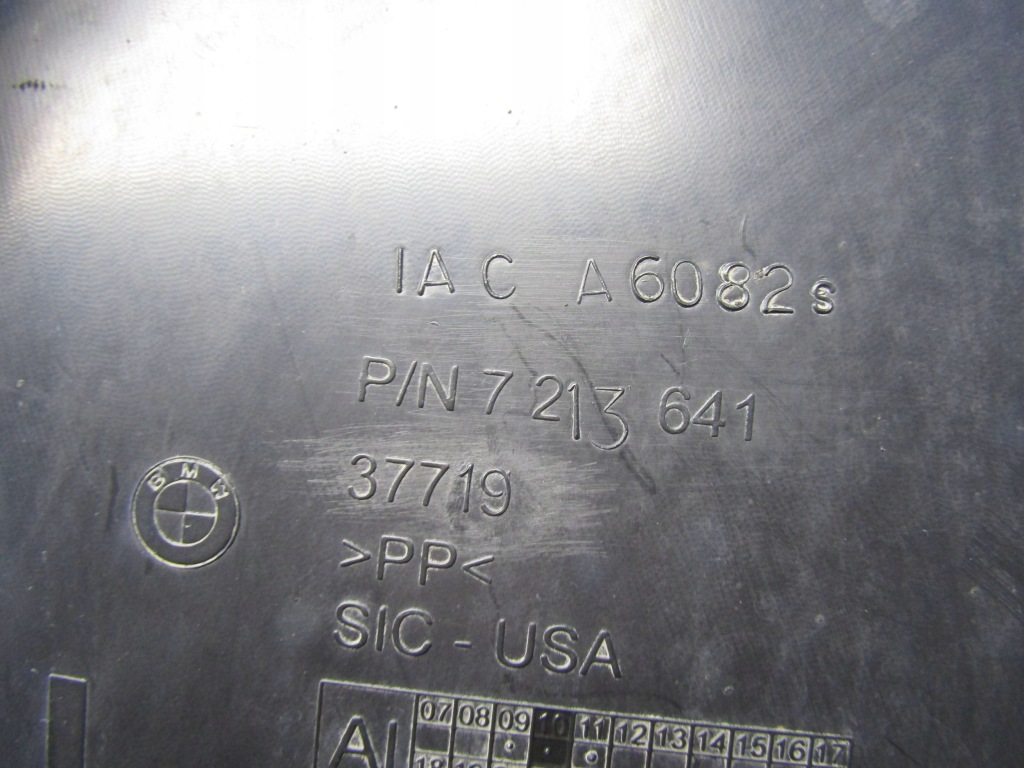 IAC A6082s
P/N 7 213 641
37719
BMW
>PP<
SIC - USA
AI 07 08 09 10 11 12 13 14 15 16 17